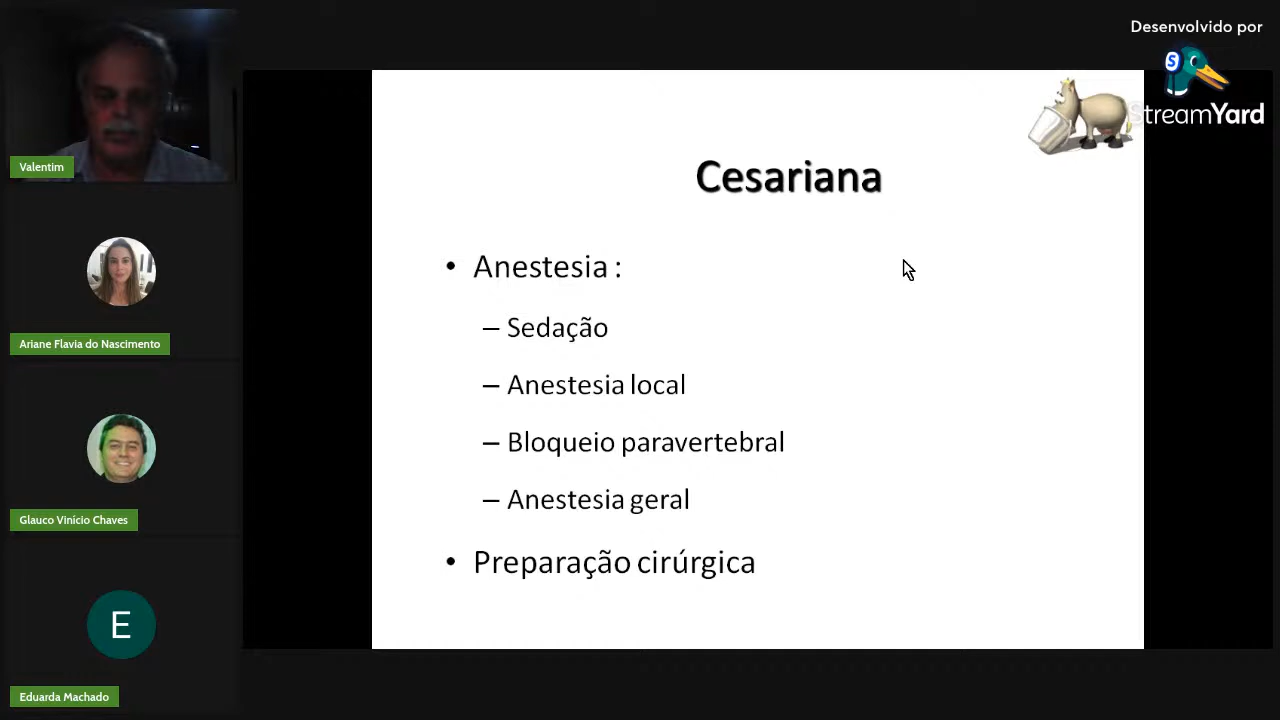 Desenvolvido por
StreamYard
Valentim
Ariane Flavia do Nascimento
Glauco Vinício Chaves
E
Eduarda Machado
Cesariana
• Anestesia :
– Sedação
– Anestesia local
– Bloqueio paravertebral
– Anestesia geral
• Preparação cirúrgica